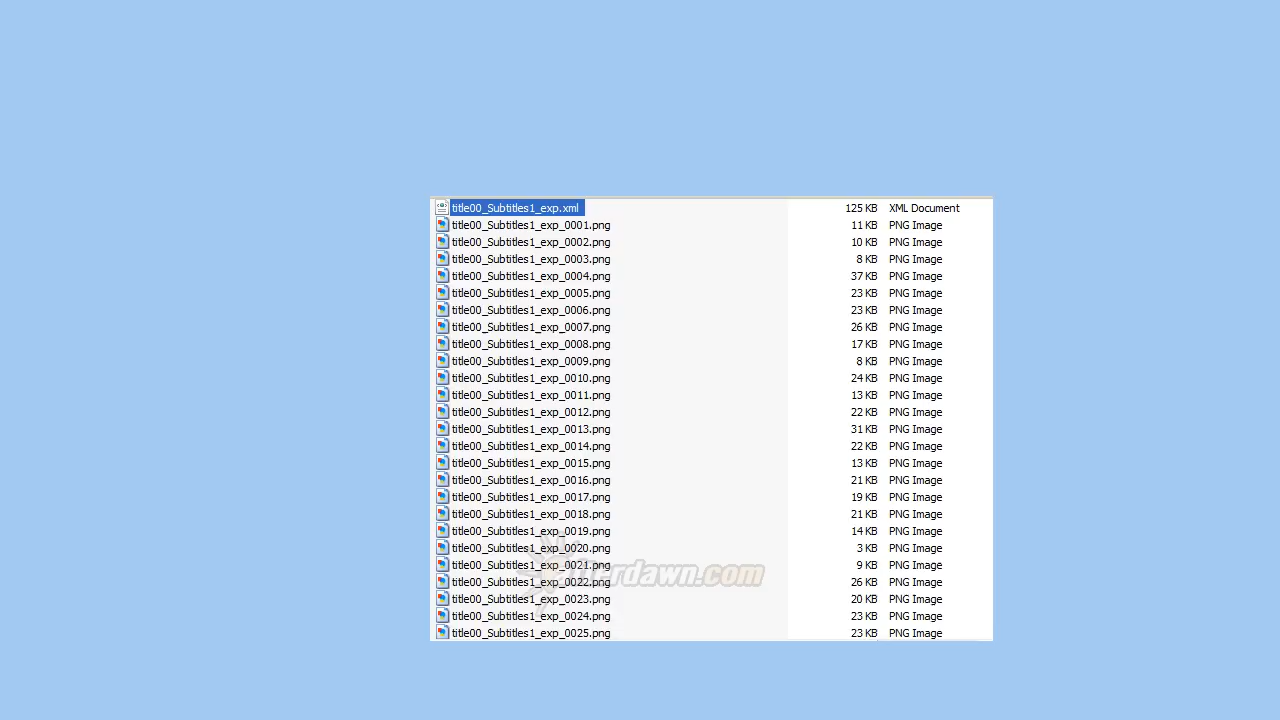 title00_Subtitles1_exp.xml 125 KB XML Document
title00_Subtitles1_exp_0001.png 11 KB PNG Image
title00_Subtitles1_exp_0002.png 10 KB PNG Image
title00_Subtitles1_exp_0003.png 8 KB PNG Image
title00_Subtitles1_exp_0004.png 37 KB PNG Image
title00_Subtitles1_exp_0005.png 23 KB PNG Image
title00_Subtitles1_exp_0006.png 23 KB PNG Image
title00_Subtitles1_exp_0007.png 26 KB PNG Image
title00_Subtitles1_exp_0008.png 17 KB PNG Image
title00_Subtitles1_exp_0009.png 8 KB PNG Image
title00_Subtitles1_exp_0010.png 24 KB PNG Image
title00_Subtitles1_exp_0011.png 13 KB PNG Image
title00_Subtitles1_exp_0012.png 22 KB PNG Image
title00_Subtitles1_exp_0013.png 31 KB PNG Image
title00_Subtitles1_exp_0014.png 22 KB PNG Image
title00_Subtitles1_exp_0015.png 13 KB PNG Image
title00_Subtitles1_exp_0016.png 21 KB PNG Image
title00_Subtitles1_exp_0017.png 19 KB PNG Image
title00_Subtitles1_exp_0018.png 21 KB PNG Image
title00_Subtitles1_exp_0019.png 14 KB PNG Image
title00_Subtitles1_exp_0020.png 3 KB PNG Image
title00_Subtitles1_exp_0021.png 9 KB PNG Image
afterdawn.com
title00_Subtitles1_exp_0022.png 26 KB PNG Image
title00_Subtitles1_exp_0023.png 20 KB PNG Image
title00_Subtitles1_exp_0024.png 23 KB PNG Image
title00_Subtitles1_exp_0025.png 23 KB PNG Image